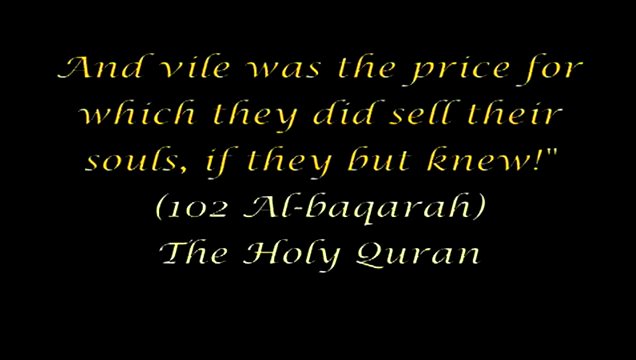 And vile was the price for
which they did sell their
souls, if they but knew!"
(102 Al-baqarah)
The Holy Quran